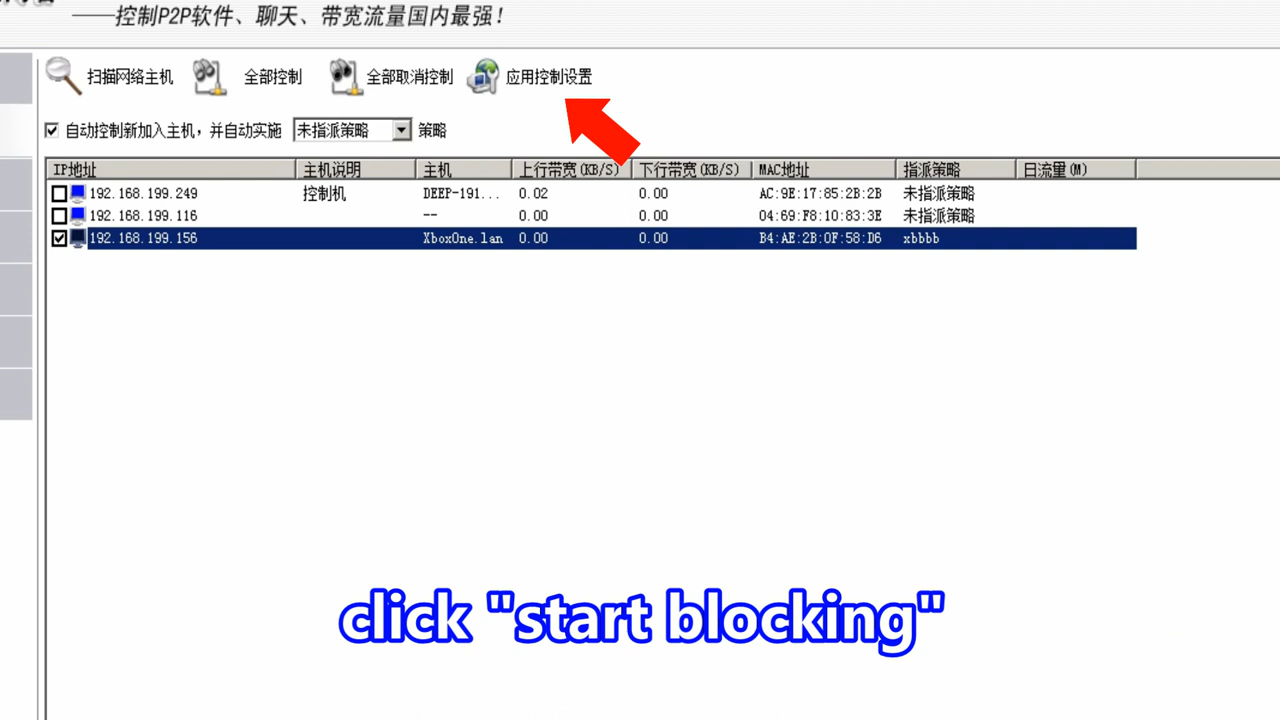 ——控制P2P软件、聊天、带宽流量国内最强!
扫描网络主机 全部控制 全部取消控制 应用控制设置
自动控制新加入主机，并自动实施 未指派策略 策略
IP地址 主机说明 主机 上行带宽(KB/S) 下行带宽(KB/S) MAC地址 指派策略 日流量(M)
192.168.199.249 控制机 DEEP-191... 0.02 0.00 AC:9E:17:85:2B:2B 未指派策略
192.168.199.116 -- 0.00 0.00 04:69:F8:10:83:3E 未指派策略
192.168.199.156 XboxOne.lan 0.00 0.00 B4:AE:2B:0F:58:D6 xbbbb
click "start blocking"